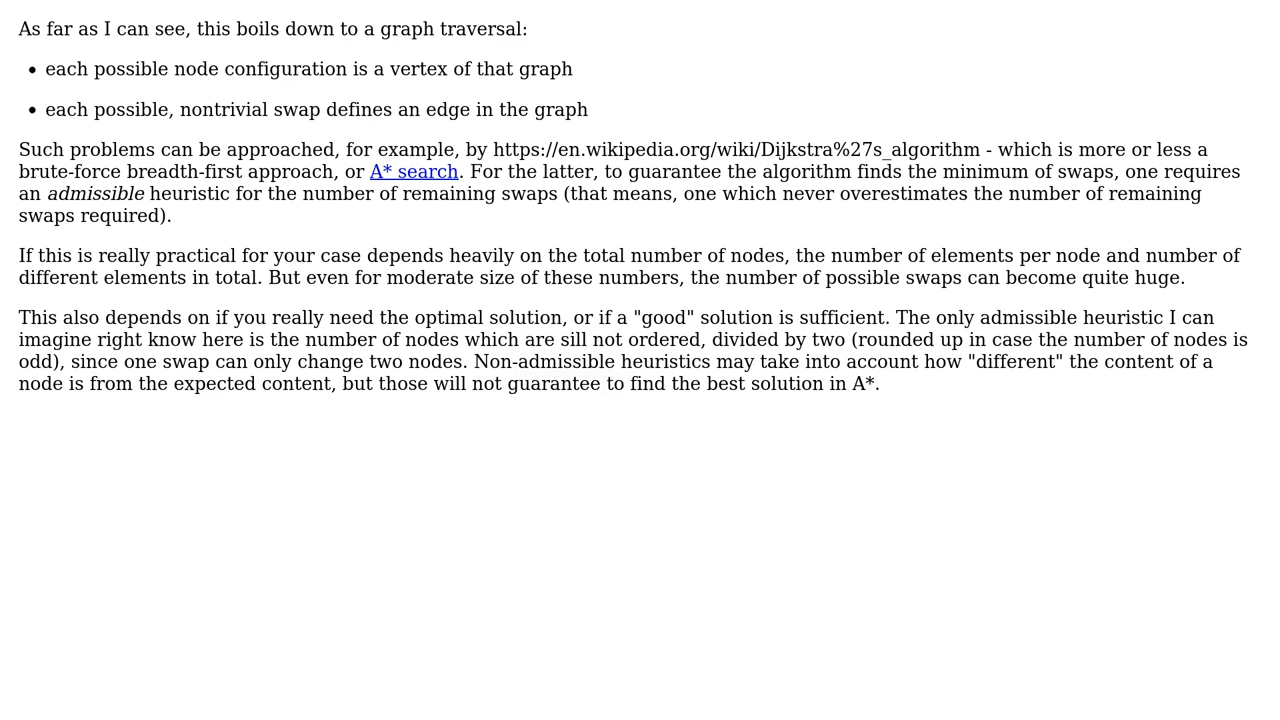 As far as I can see, this boils down to a graph traversal:
• each possible node configuration is a vertex of that graph
• each possible, nontrivial swap defines an edge in the graph
Such problems can be approached, for example, by https://en.wikipedia.org/wiki/Dijkstra%27s_algorithm - which is more or less a
brute-force breadth-first approach, or A* search. For the latter, to guarantee the algorithm finds the minimum of swaps, one requires
an admissible heuristic for the number of remaining swaps (that means, one which never overestimates the number of remaining
swaps required).
If this is really practical for your case depends heavily on the total number of nodes, the number of elements per node and number of
different elements in total. But even for moderate size of these numbers, the number of possible swaps can become quite huge.
This also depends on if you really need the optimal solution, or if a "good" solution is sufficient. The only admissible heuristic I can
imagine right know here is the number of nodes which are sill not ordered, divided by two (rounded up in case the number of nodes is
odd), since one swap can only change two nodes. Non-admissible heuristics may take into account how "different" the content of a
node is from the expected content, but those will not guarantee to find the best solution in A*.